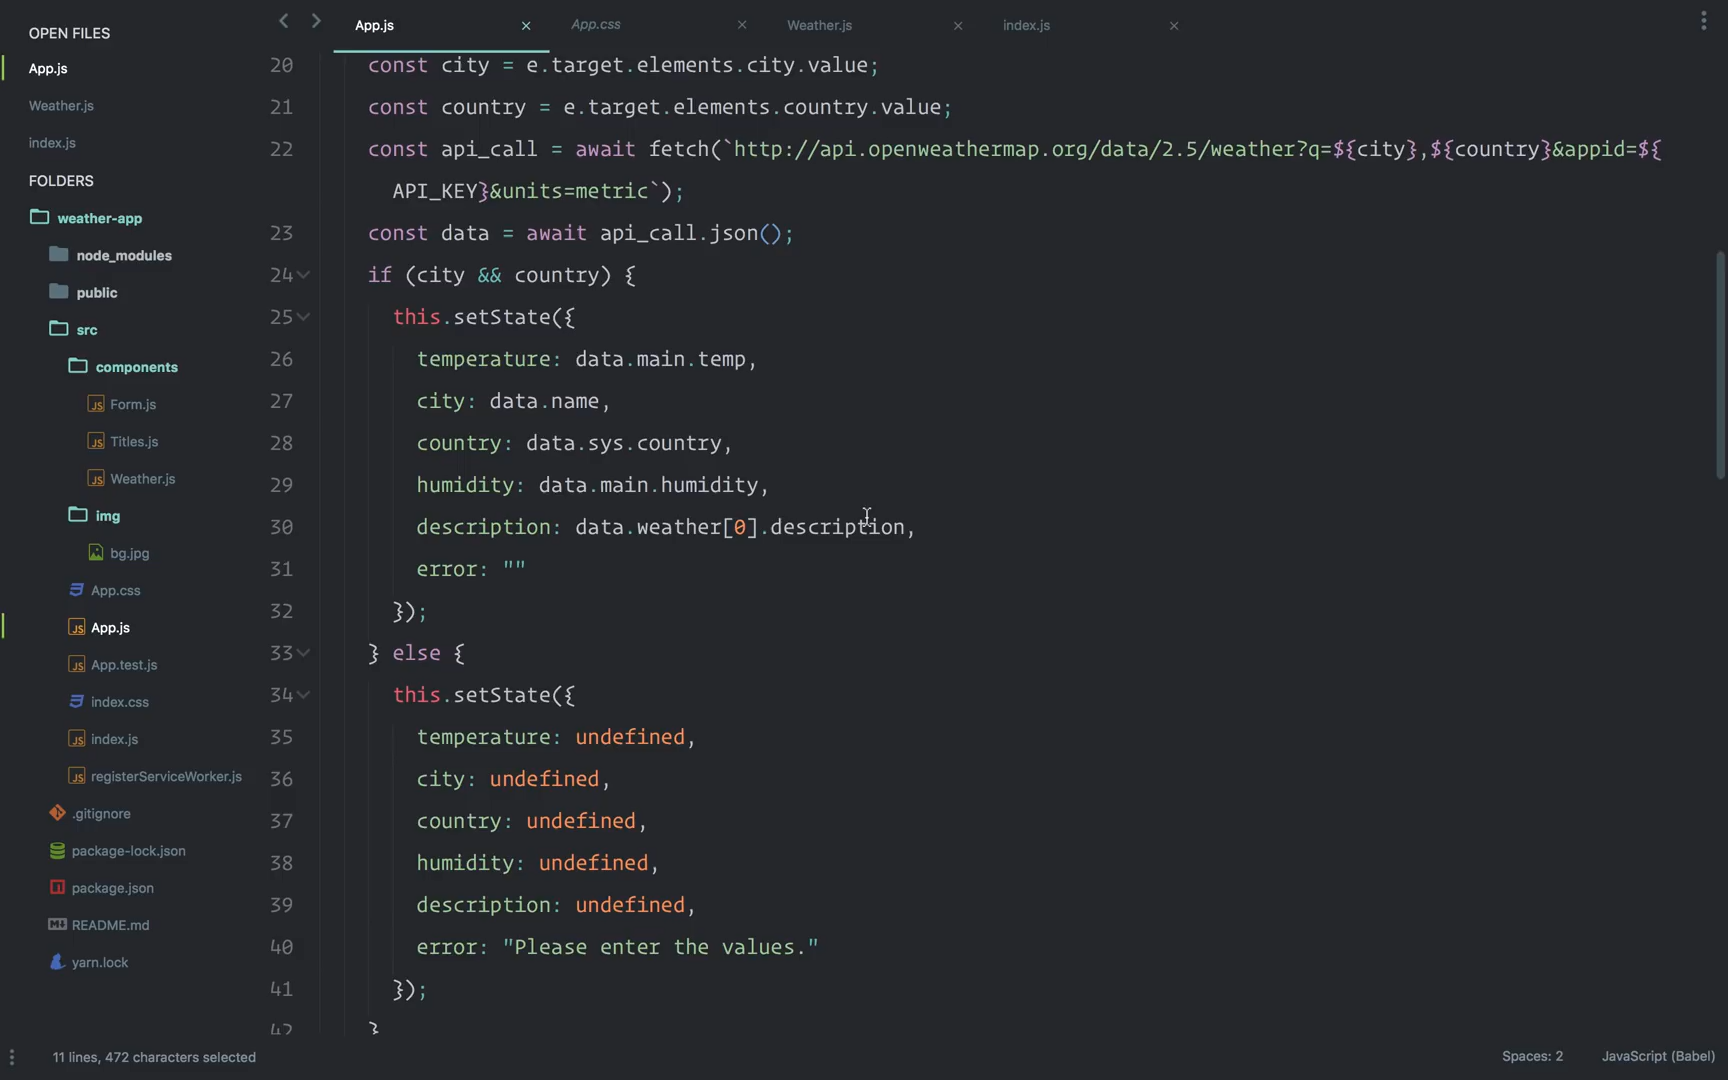 OPEN FILES
App.js
Weather.js
index.js
FOLDERS
weather-app
node_modules
public
src
components
Form.js
Titles.js
Weather.js
img
bg.jpg
App.css
App.js
App.test.js
index.css
index.js
registerServiceWorker.js
.gitignore
package-lock.json
package.json
README.md
yarn.lock
App.js × App.css × Weather.js × index.js ×
20 const city = e.target.elements.city.value;
21 const country = e.target.elements.country.value;
22 const api_call = await fetch(`http://api.openweathermap.org/data/2.5/weather?q=${city},${country}&appid=${
API_KEY}&units=metric`);
23 const data = await api_call.json();
24 if (city && country) {
25 this.setState({
26 temperature: data.main.temp,
27 city: data.name,
28 country: data.sys.country,
29 humidity: data.main.humidity,
30 description: data.weather[0].description,
31 error: ""
32 });
33 } else {
34 this.setState({
35 temperature: undefined,
36 city: undefined,
37 country: undefined,
38 humidity: undefined,
39 description: undefined,
40 error: "Please enter the values."
41 });
42 }
11 lines, 472 characters selected
Spaces: 2 JavaScript (Babel)